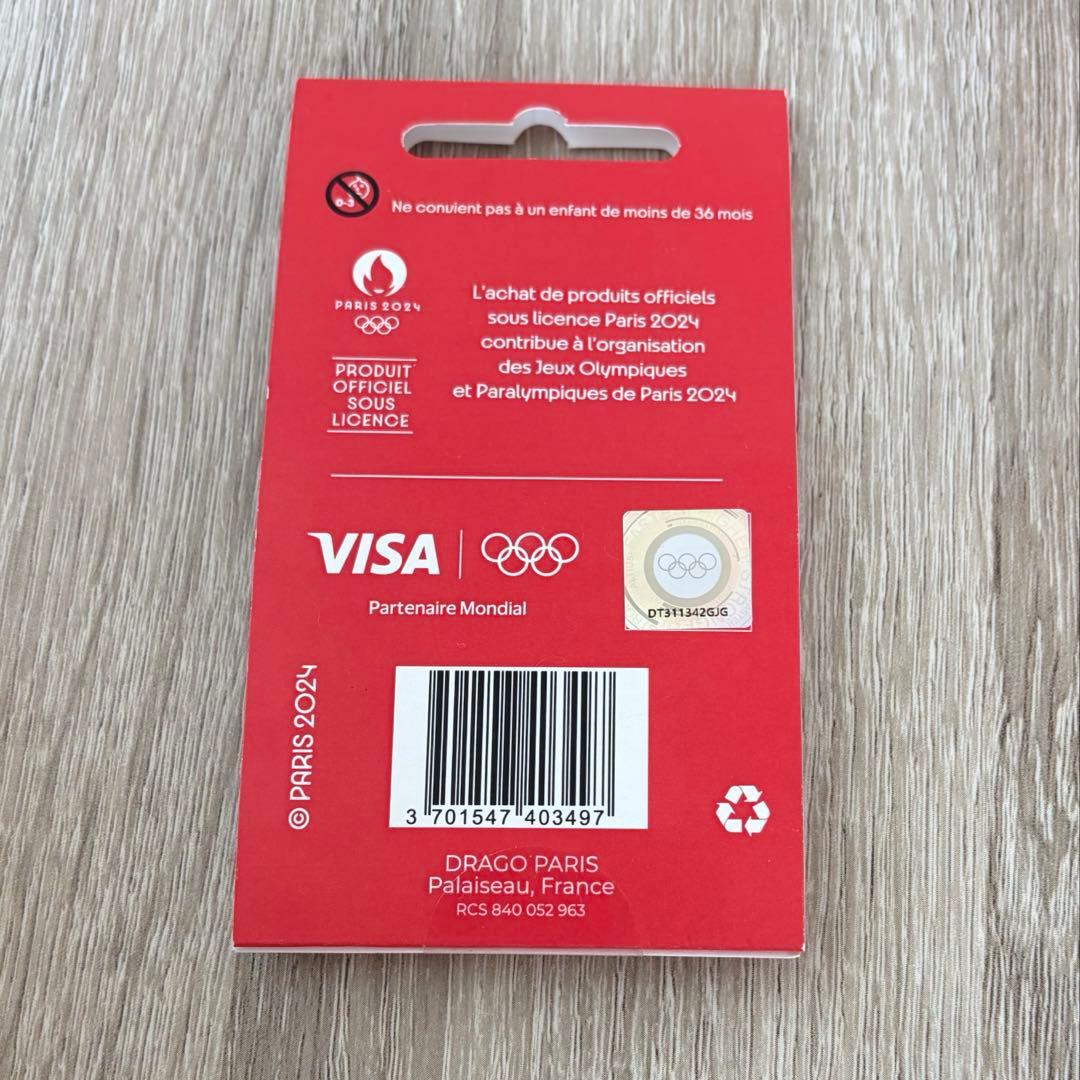 0-3
Ne convient pas à un enfant de moins de 36 mois
PARIS 2024
PRODUIT
OFFICIEL
SOUS
LICENCE
L'achat de produits officiels
sous licence Paris 2024
contribue à l'organisation
des Jeux Olympiques
et Paralympiques de Paris 2024
VISA
Partenaire Mondial
DT311342GJG
© PARIS 2024
3 701547 403497
DRAGO PARIS
Palaiseau, France
RCS 840 052 963